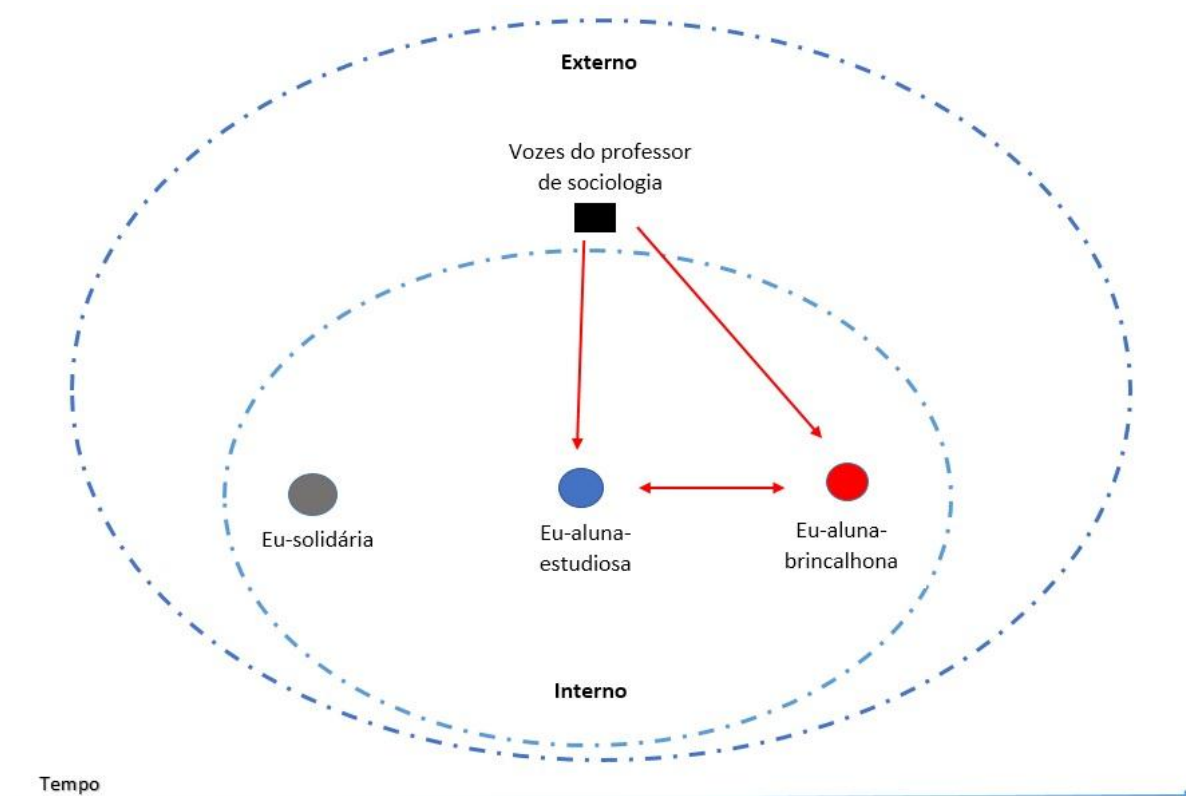 Externo
Vozes do professor
de sociologia
Eu-solidária
Eu-aluna-
estudiosa
Eu-aluna-
brincalhona
Interno
Tempo